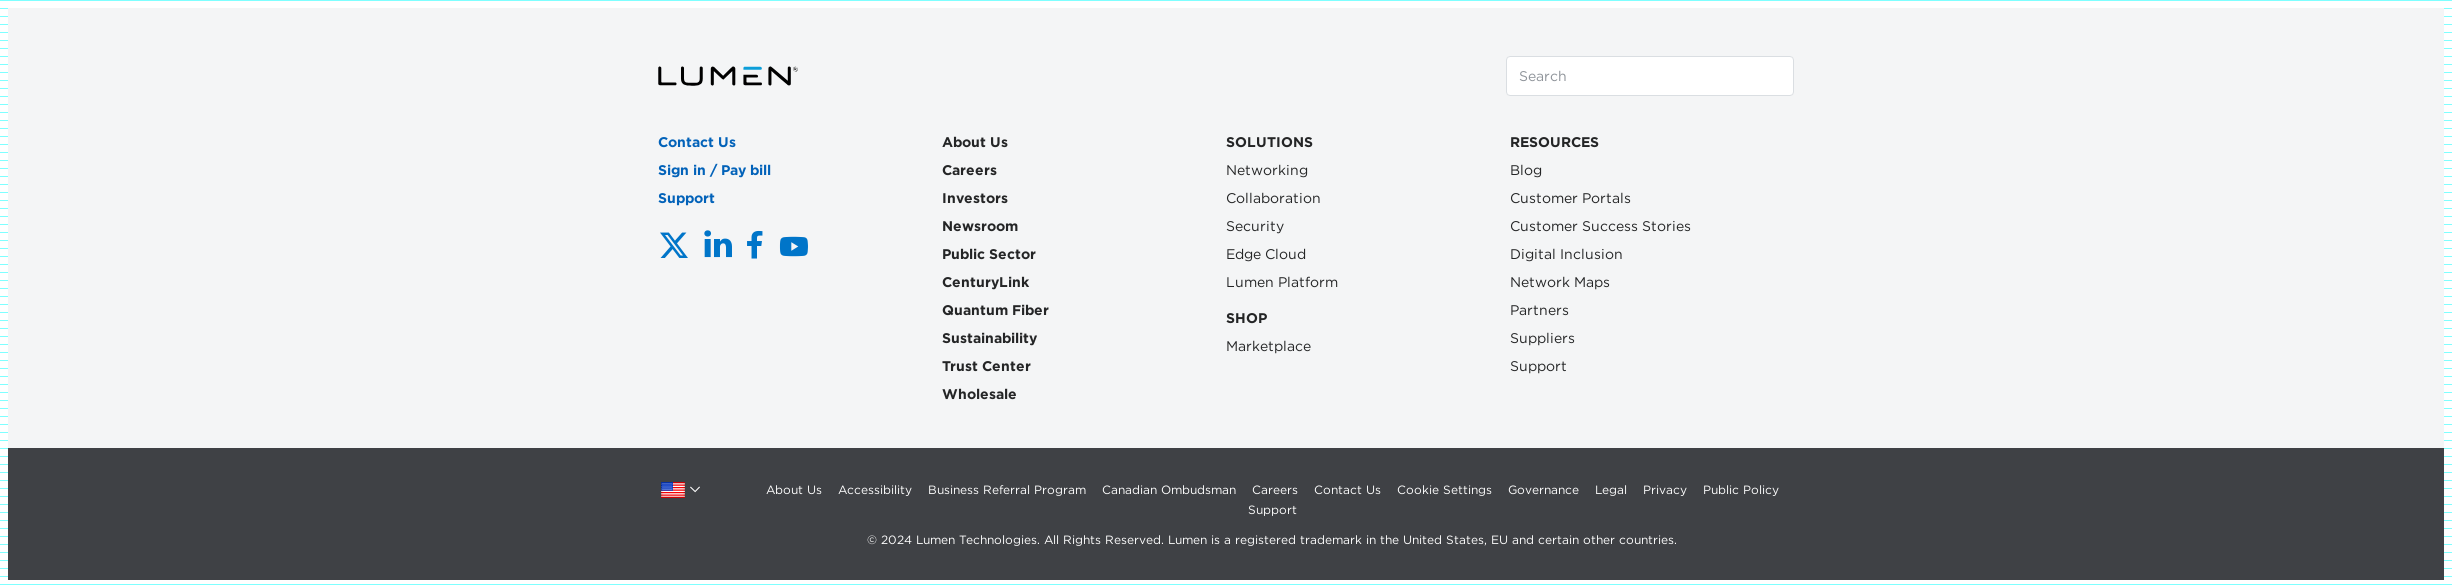 LUMEN®
Search
Contact Us
Sign in / Pay bill
Support
About Us
Careers
Investors
Newsroom
Public Sector
CenturyLink
Quantum Fiber
Sustainability
Trust Center
Wholesale
SOLUTIONS
Networking
Collaboration
Security
Edge Cloud
Lumen Platform
SHOP
Marketplace
RESOURCES
Blog
Customer Portals
Customer Success Stories
Digital Inclusion
Network Maps
Partners
Suppliers
Support
About Us Accessibility Business Referral Program Canadian Ombudsman Careers Contact Us Cookie Settings Governance Legal Privacy Public Policy
Support
© 2024 Lumen Technologies. All Rights Reserved. Lumen is a registered trademark in the United States, EU and certain other countries.